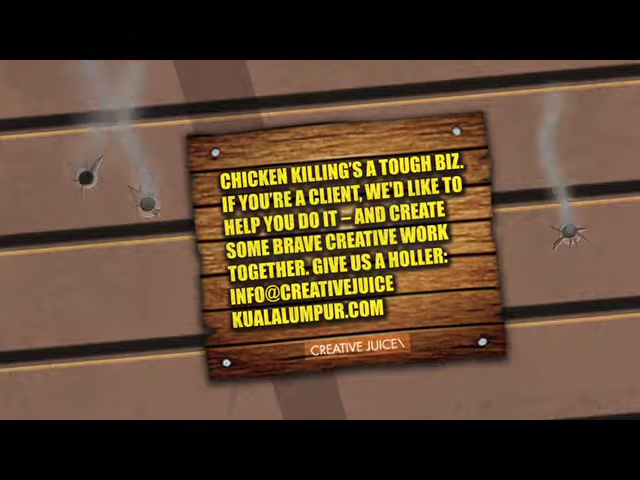 CHICKEN KILLING'S A TOUGH BIZ.
IF YOU'RE A CLIENT, WE'D LIKE TO
HELP YOU DO IT – AND CREATE
SOME BRAVE CREATIVE WORK
TOGETHER. GIVE US A HOLLER:
INFO@CREATIVEJUICE
KUALALUMPUR.COM
CREATIVE JUICE\